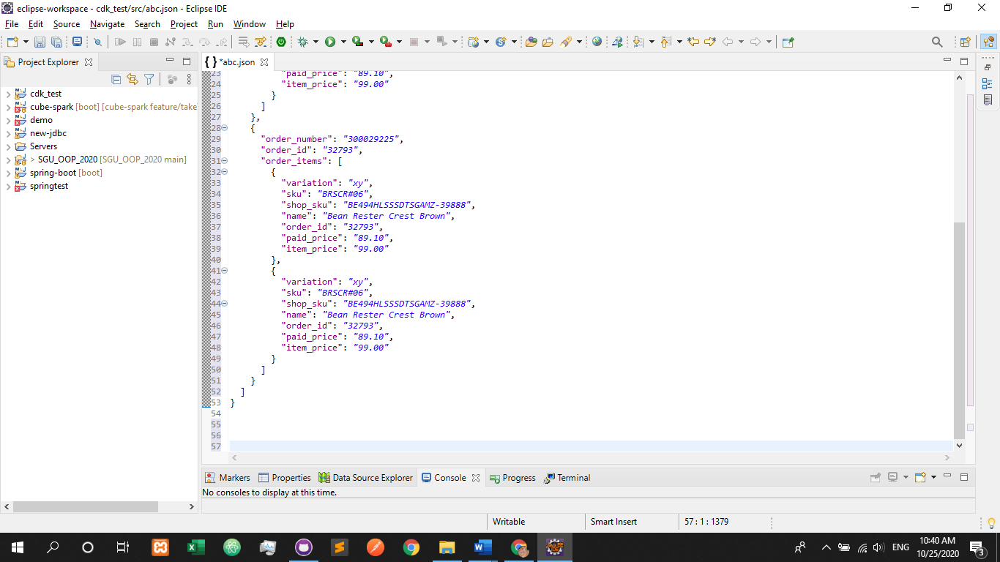 eclipse-workspace - cdk_test/src/abc.json - Eclipse IDE
File Edit Source Navigate Search Project Run Window Help
Project Explorer
cdk_test
cube-spark [boot] [cube-spark feature/take
demo
new-jdbc
Servers
> SGU_OOP_2020 [SGU_OOP_2020 main]
spring-boot [boot]
springtest
*abc.json
23 "paid_price": "89.10",
24 "item_price": "99.00"
25 }
26 ]
27 },
28 {
29 "order_number": "300029225",
30 "order_id": "32793",
31 "order_items": [
32 {
33 "variation": "xy",
34 "sku": "BRSCR#06",
35 "shop_sku": "BE494HLSSSDTSGAMZ-39888",
36 "name": "Bean Rester Crest Brown",
37 "order_id": "32793",
38 "paid_price": "89.10",
39 "item_price": "99.00"
40 },
41 {
42 "variation": "xy",
43 "sku": "BRSCR#06",
44 "shop_sku": "BE494HLSSSDTSGAMZ-39888",
45 "name": "Bean Rester Crest Brown",
46 "order_id": "32793",
47 "paid_price": "89.10",
48 "item_price": "99.00"
49 }
50 ]
51 }
52 ]
53 }
54
55
56
57
Markers Properties Data Source Explorer Console Progress Terminal
No consoles to display at this time.
Writable Smart Insert 57 : 1 : 1379
ENG 10:40 AM
10/25/2020 3